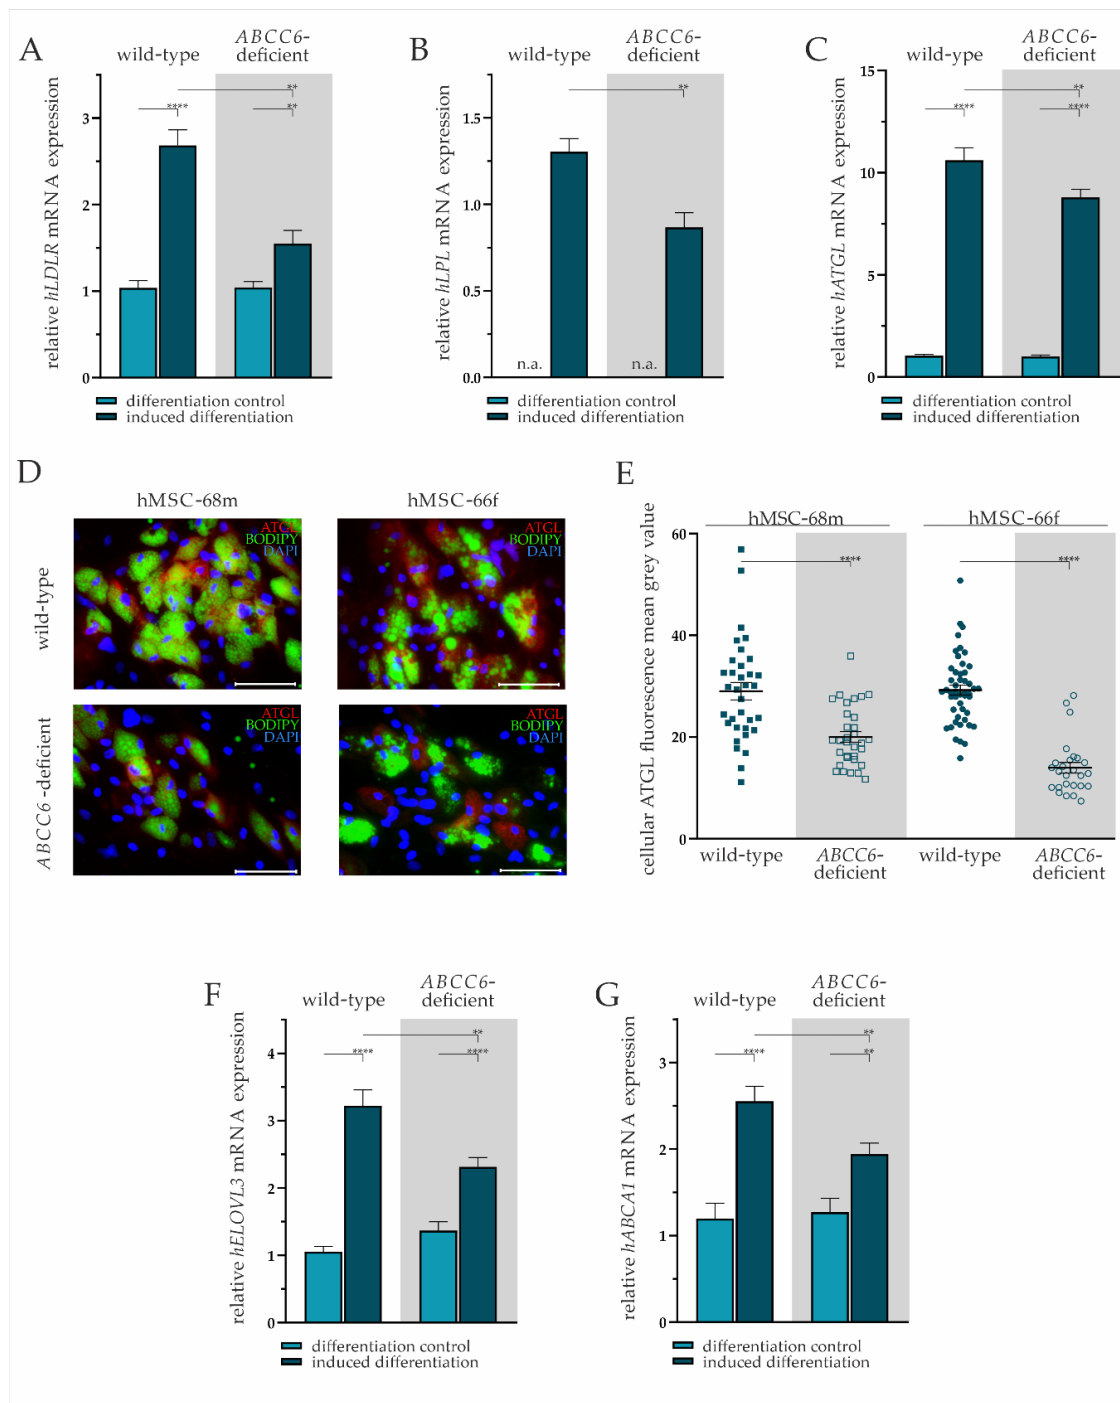 A
wild-type
ABCC6-
deficient
relative hLDLR mRNA expression
3
2
1
0
**
****
**
differentiation control
induced differentiation
B
ABCC6-
deficient
relative hLPL mRNA expression
1.5
1.0
0.5
0.0
**
n.a.
n.a.
differentiation control
induced differentiation
C
wild-ype
ABCC6-
deficient
relative hATGL mRNA expression
15
10
5
0
**
****
****
differentiation control
induced differentiation
D
hMSC-68m
hMSC-66f
wild-type
ABCC6-deficient
ATGL
BODIPY
DAPI
ATGL
BODIPY
DAPI
ATGL
BODIPY
DAPI
ATGL
BODIPY
DAPI
E
hMSC-68m
hMSC-66f
cellular ATGL fluorescence mean grey value
60
40
20
0
****
****
wild-type
ABCC6-
deficient
wild-type
ABCC6-
deficient
F
wild-type
ABCC6-
deficient
relative hELOVL3 mRNA expression
4
3
2
1
0
**
****
****
differentiation control
induced differentiation
G
wild-type
ABCC6-
deficient
relative hABCA1 mRNA expression
3
2
1
0
**
****
**
differentiation control
induced differentiation